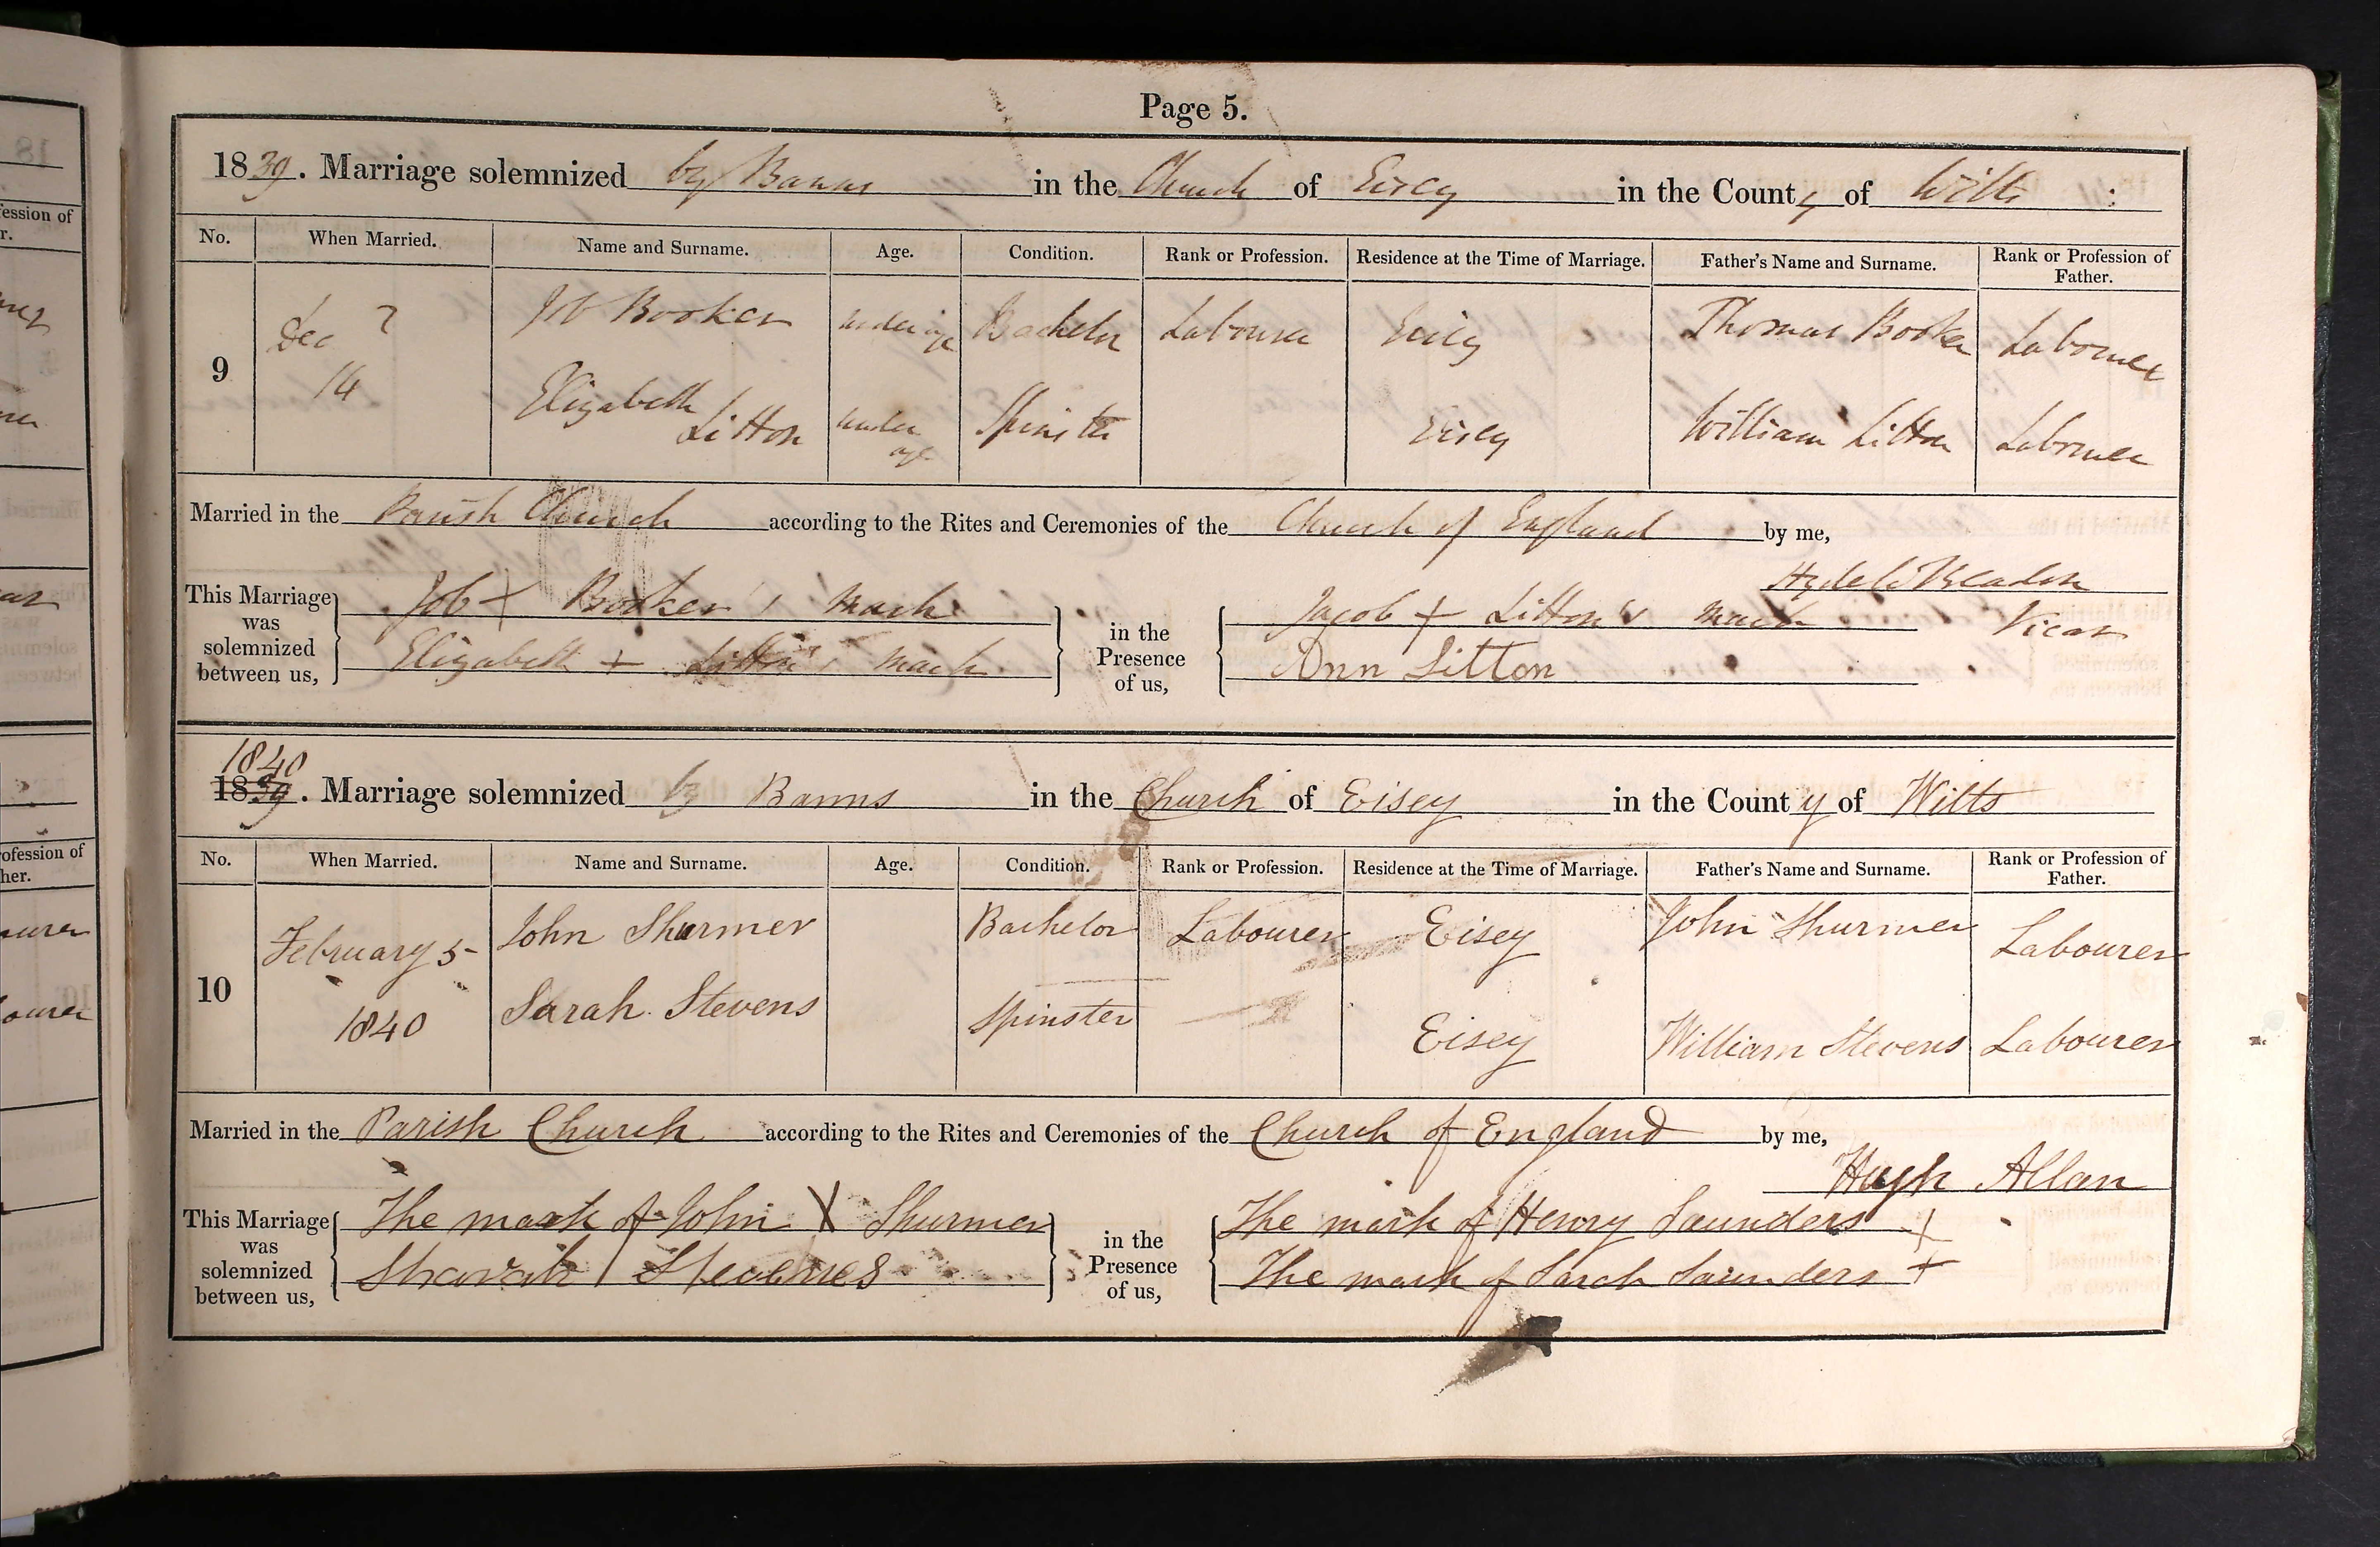 Page 5.
1839. Marriage solemnized by Banns in the Church of Eisey in the County of Wilts
No. When Married. Name and Surname. Age. Condition. Rank or Profession. Residence at the Time of Marriage. Father's Name and Surname. Rank or Profession of Father.
9 Dec 14 Job Booker under age Bachelor Labourer Eisey Thomas Booker Labourer
Elizabeth Litton under age Spinster Eisey William Litton Labourer
Married in the Parish Church according to the Rites and Ceremonies of the Church of England by me,
Hyde W Beadon
Vicar
This Marriage was solemnized between us, Job + Booker's mark
Elizabeth + Litton's mark
in the Presence of us, Jacob + Litton's mark
Ann Litton
1840
1839. Marriage solemnized by Banns in the Church of Eisey in the County of Wilts
No. When Married. Name and Surname. Age. Condition. Rank or Profession. Residence at the Time of Marriage. Father's Name and Surname. Rank or Profession of Father.
10 February 5 1840 John Shurmer Bachelor Labourer Eisey John Shurmer Labourer
Sarah Stevens Spinster Eisey William Stevens Labourer
Married in the Parish Church according to the Rites and Ceremonies of the Church of England by me,
Hugh Allan
This Marriage was solemnized between us, The mark of John X Shurmer
Stevenes
in the Presence of us, The mark of Henry Saunders +
The mark of Sarah Saunders +